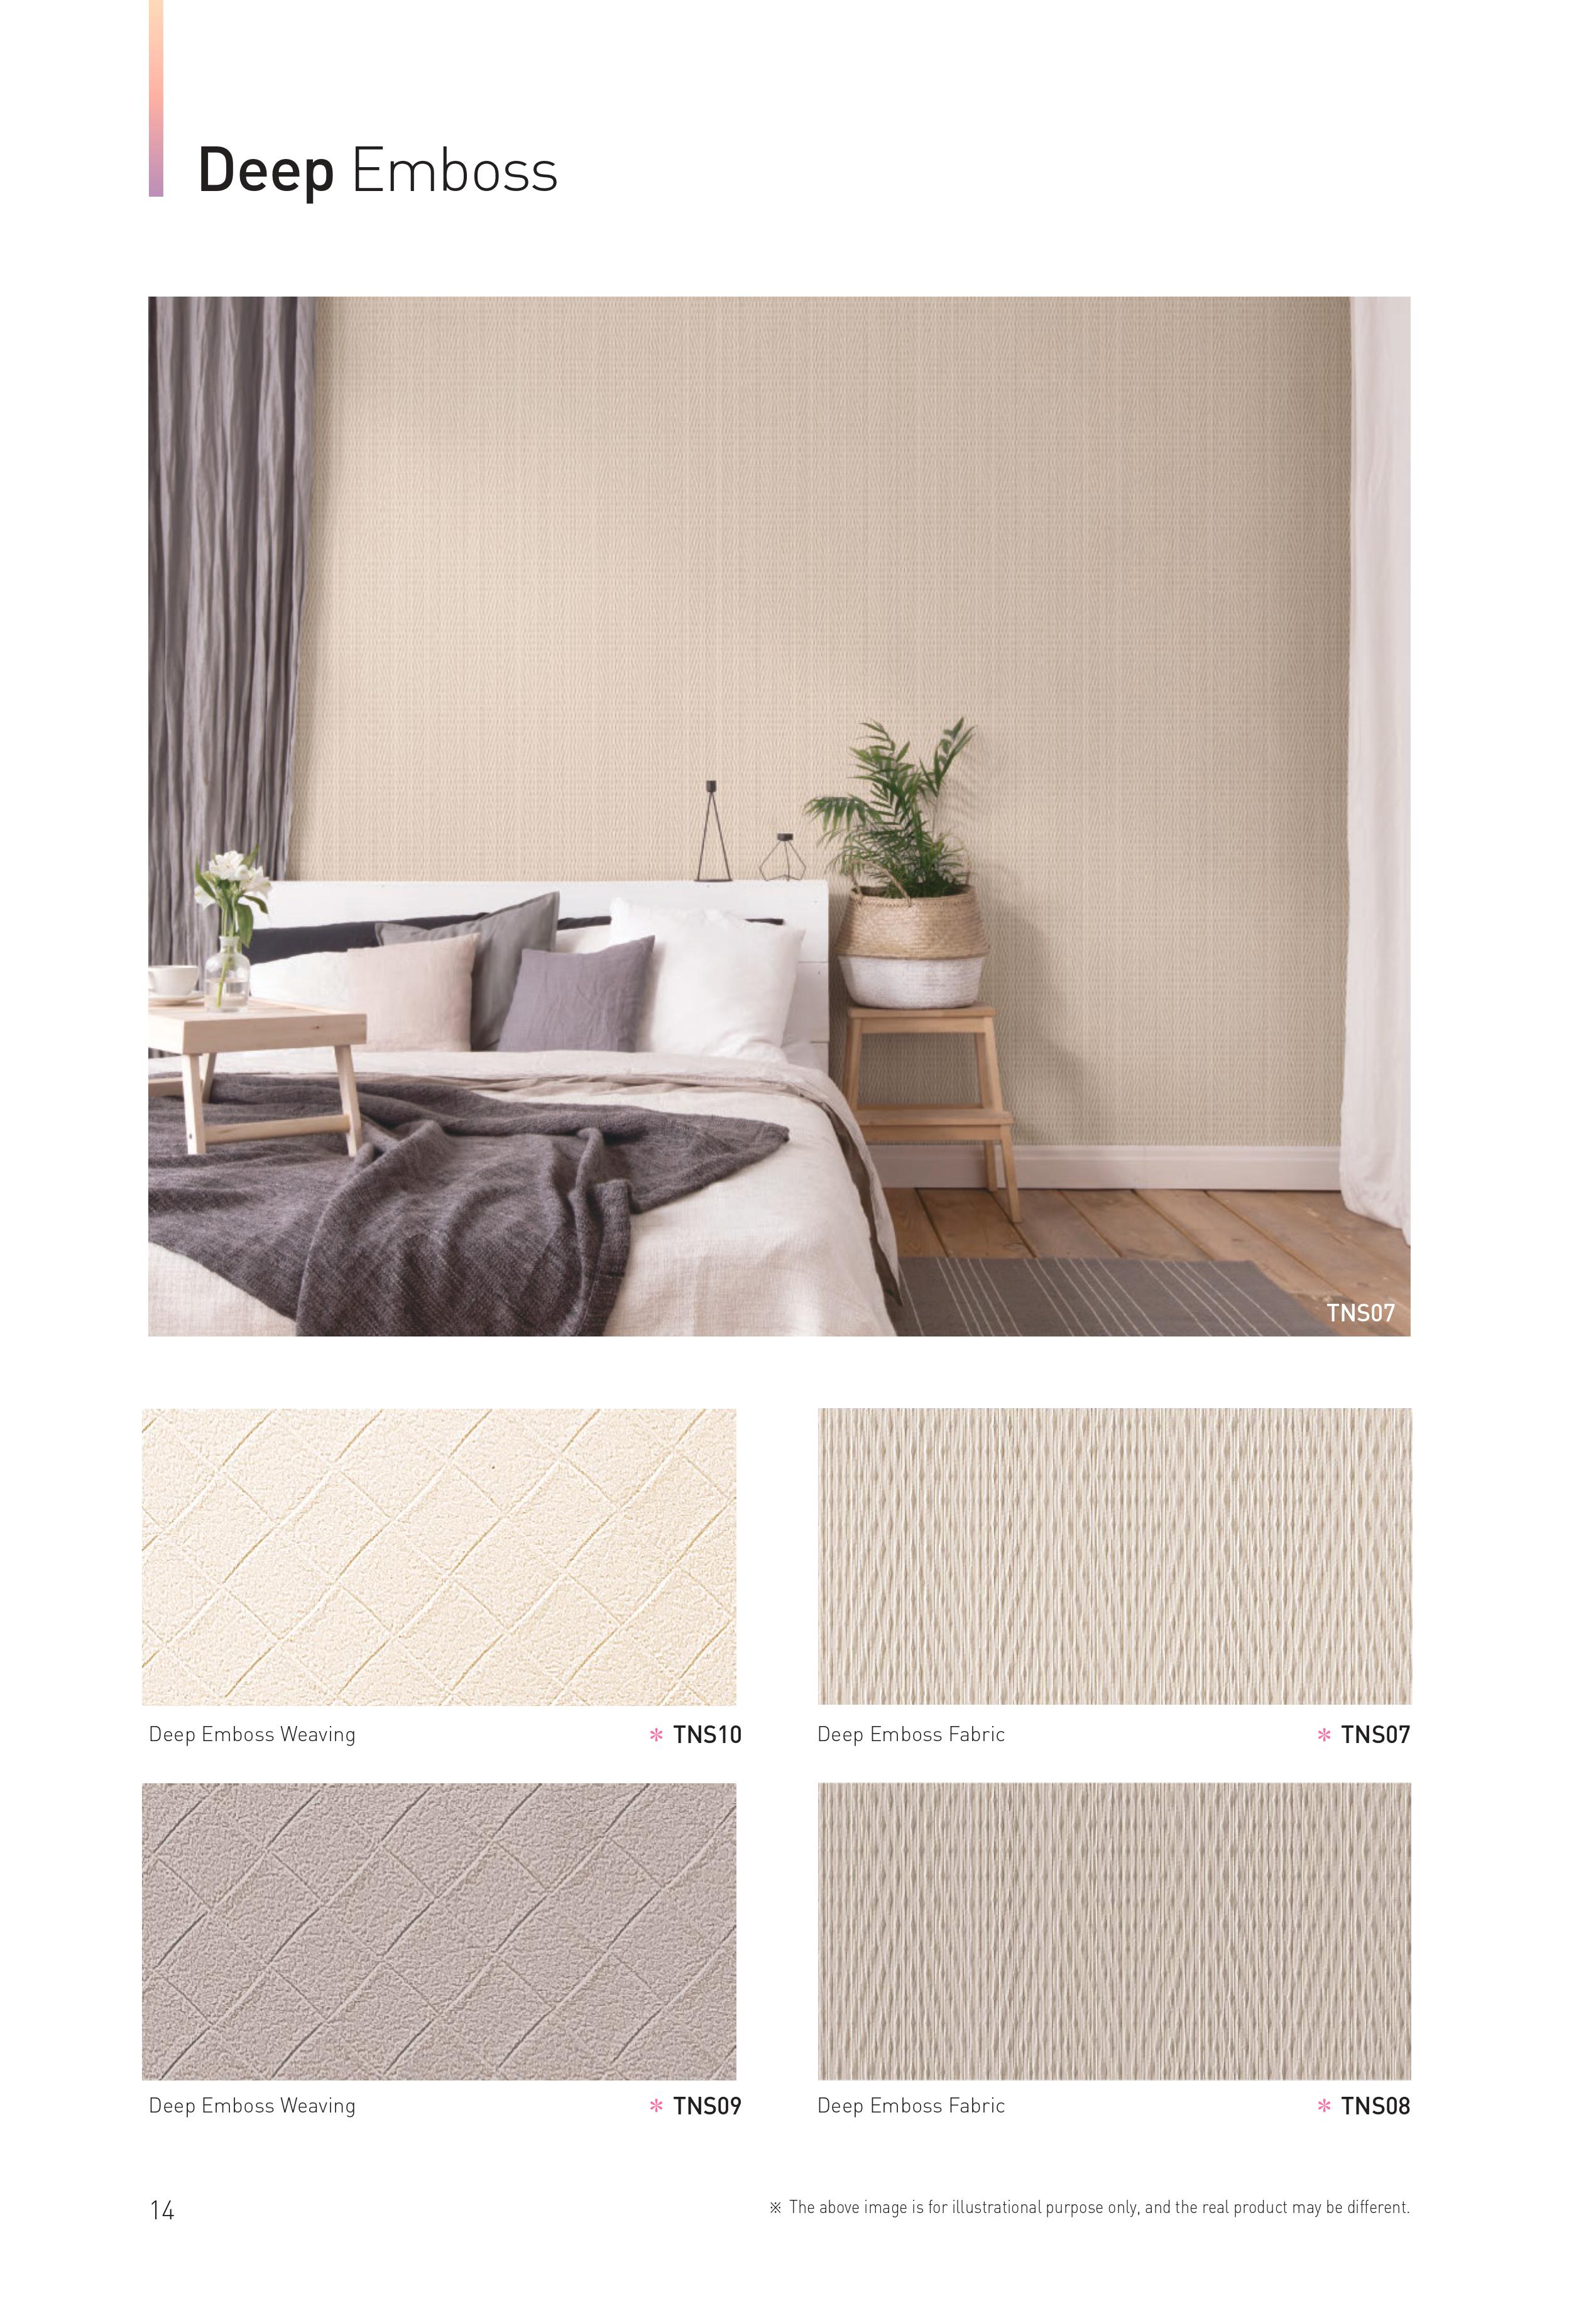 Deep Emboss
TNS07
Deep Emboss Weaving
* TNS10
Deep Emboss Fabric
* TNS07
Deep Emboss Weaving
* TNS09
Deep Emboss Fabric
* TNS08
14
※ The above image is for illustrational purpose only, and the real product may be different.